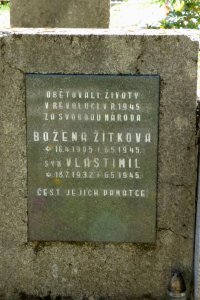 OBĚTOVALI ŽIVOTY
V REVOLUCI V R. 1945
ZA SVOBODU NÁRODA
BOŽENA ŽITKOVÁ
* 16.4.1905 † 6.5.1945.
SYN VLASTIMIL
* 18.7.1932 † 6.5.1945.
ČEST JEJICH PAMÁTCE